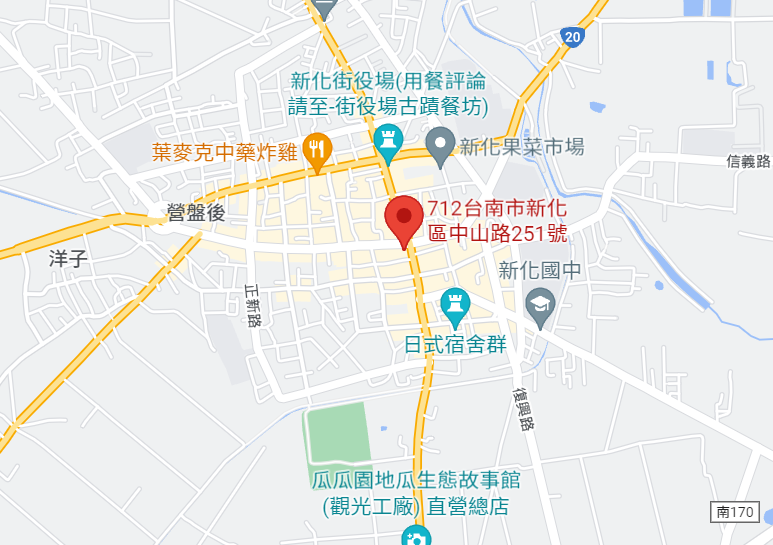 20
新化街役場(用餐評論
請至-街役場古蹟餐坊)
葉麥克中藥炸雞
新化果菜市場
信義路
營盤後
712台南市新化
區中山路251號
洋子
新化國中
正新路
日式宿舍群
復興路
瓜瓜園地瓜生態故事館
(觀光工廠) 直營總店
南170